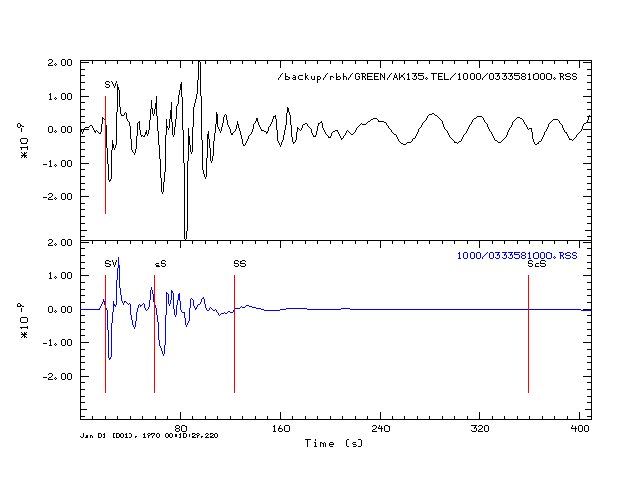 2.00
/backup/rbh/GREEN/AK135.TEL/1000/0333581000.RSS
SV
1.00
0.00
-1.00
-2.00
*10 -9
2.00
SV sS SS ScS
1000/0333581000.RSS
1.00
0.00
-1.00
-2.00
*10 -9
80 160 240 320 400
Jan 01 (001), 1970 00:10:29.220
Time (s)